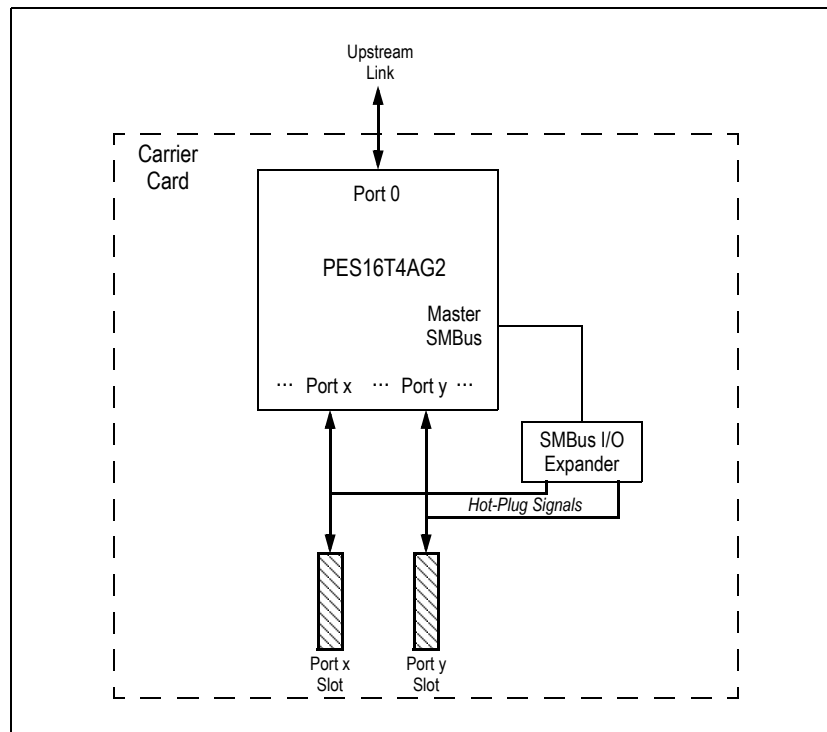 Upstream
Link
Carrier
Card
Port 0
PES16T4AG2
Master
SMBus
··· Port x ··· Port y ···
SMBus I/O
Expander
Hot-Plug Signals
Port x
Slot
Port y
Slot